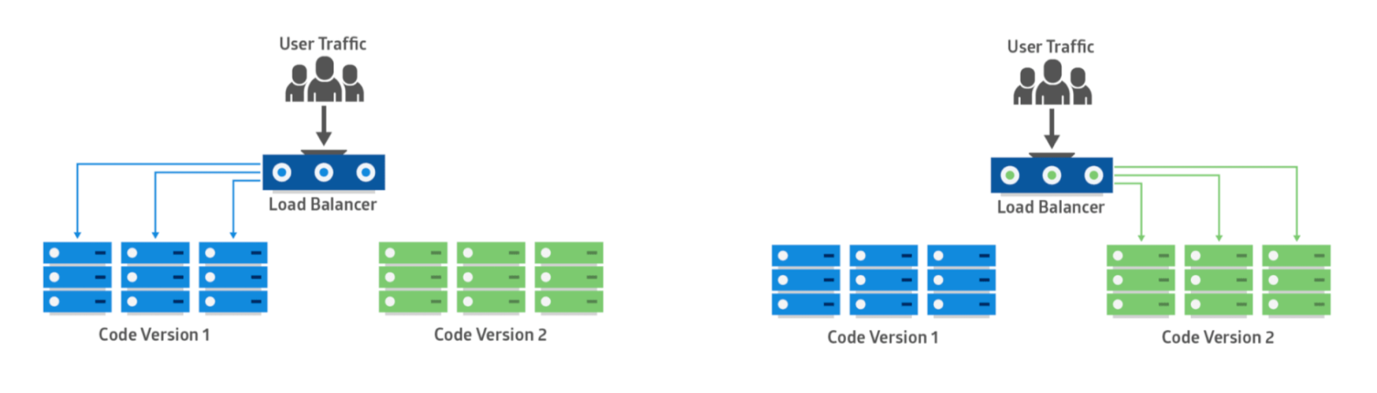 User Traffic
Load Balancer
Code Version 1
Code Version 2
User Traffic
Load Balancer
Code Version 1
Code Version 2